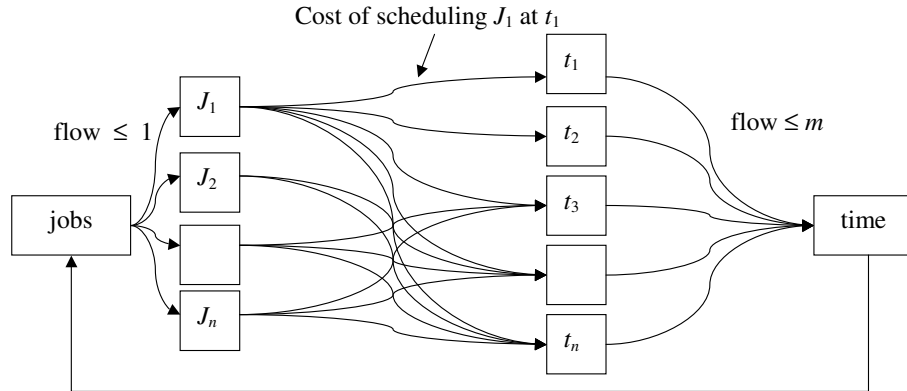 Cost of scheduling J₁ at t₁
t₁
J₁
flow ≤ 1
flow ≤ m
t₂
J₂
jobs
t₃
time
Jₙ
tₙ